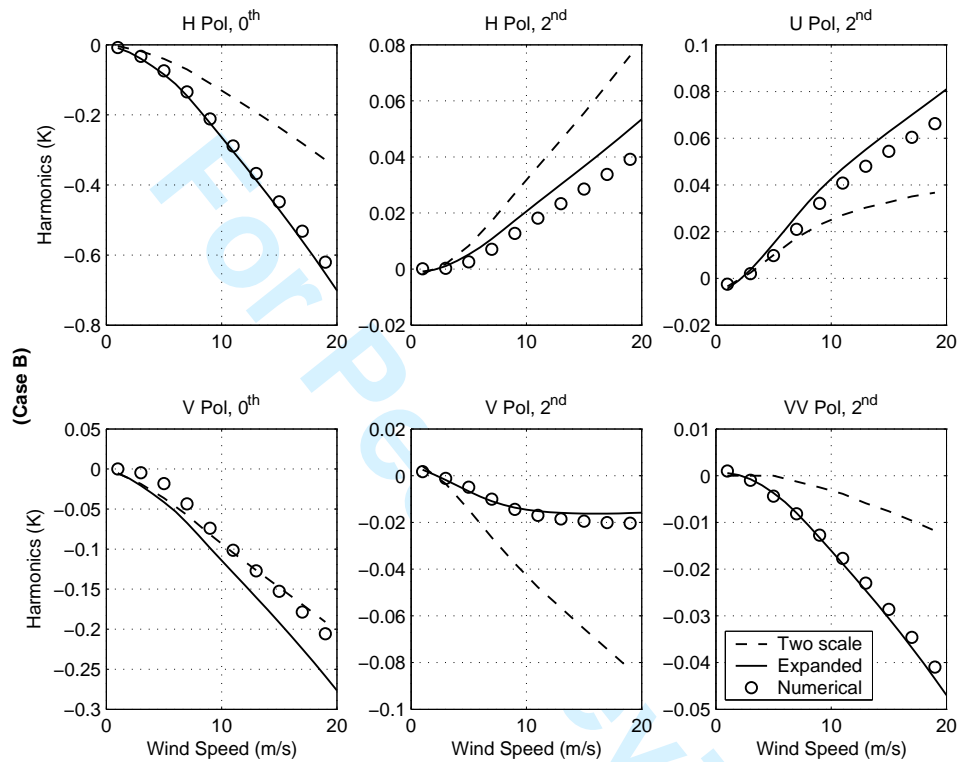 H Pol, 0th
H Pol, 2nd
U Pol, 2nd
0
−0.2
−0.4
−0.6
−0.8
0 10 20
Harmonics (K)
0.08
0.06
0.04
0.02
0
−0.02
0 10 20
0.1
0.08
0.06
0.04
0.02
0
−0.02
0 10 20
(Case B)
V Pol, 0th
V Pol, 2nd
VV Pol, 2nd
0.05
0
−0.05
−0.1
−0.15
−0.2
−0.25
−0.3
0 10 20
Harmonics (K)
Wind Speed (m/s)
0.02
0
−0.02
−0.04
−0.06
−0.08
−0.1
0 10 20
Wind Speed (m/s)
0.01
0
−0.01
−0.02
−0.03
−0.04
−0.05
0 10 20
Wind Speed (m/s)
Two scale
Expanded
Numerical
For Pee
evi